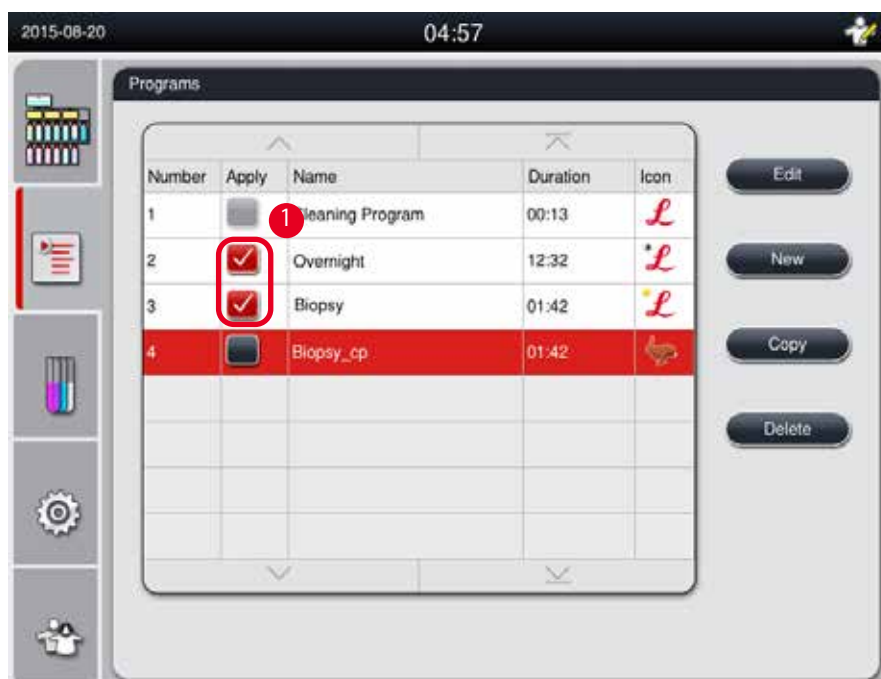 2015-08-20 04:57
Programs
Number Apply Name Duration Icon
1 Cleaning Program 00:13
1
2 Overnight 12:32
3 Biopsy 01:42
4 Biopsy_cp 01:42
Edit
New
Copy
Delete